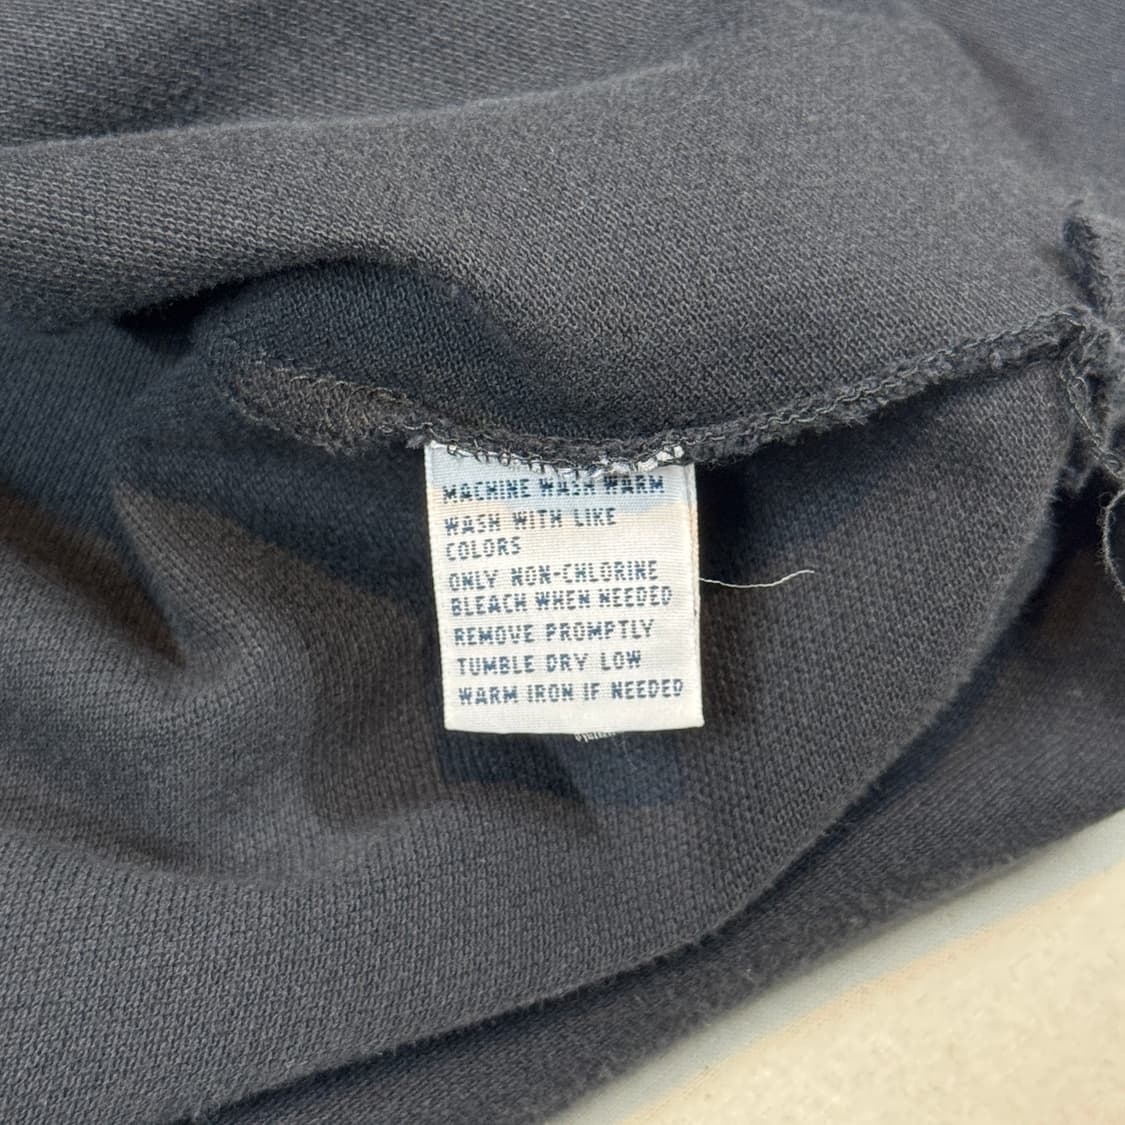 MACHINE WASH WARM
WASH WITH LIKE
COLORS
ONLY NON-CHLORINE
BLEACH WHEN NEEDED
REMOVE PROMPTLY
TUMBLE DRY LOW
WARM IRON IF NEEDED